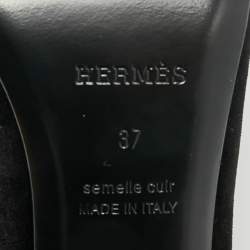 HERMÈS
37
semelle cuir
MADE IN ITALY